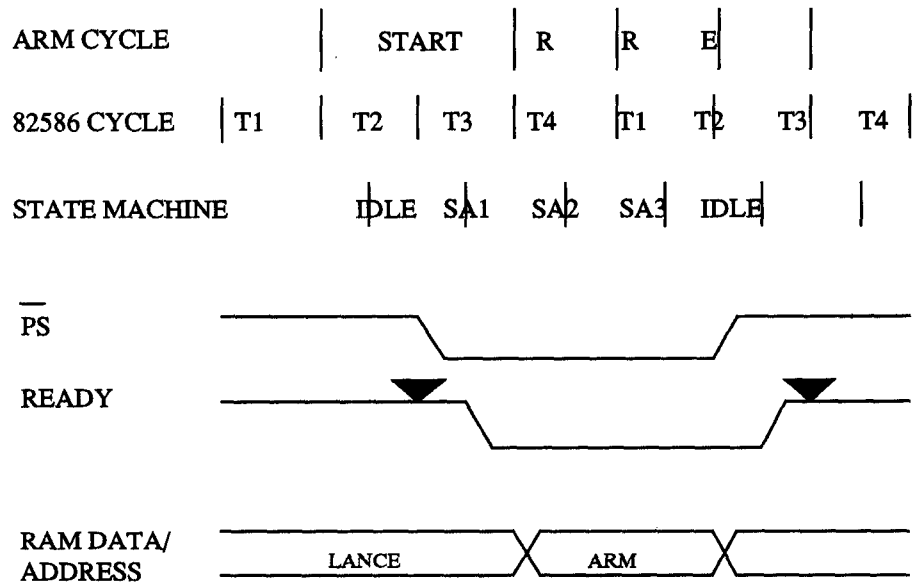 ARM CYCLE START R R E
82586 CYCLE T1 T2 T3 T4 T1 T2 T3 T4
STATE MACHINE IDLE SA1 SA2 SA3 IDLE
PS
READY
RAM DATA/
ADDRESS
LANCE ARM